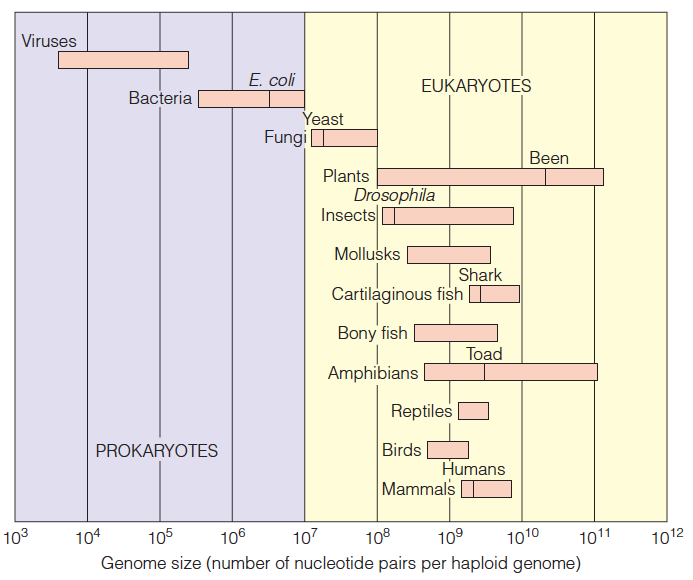 Viruses
E. coli
Bacteria
EUKARYOTES
Yeast
Fungi
Been
Plants
Drosophila
Insects
Mollusks
Shark
Cartilaginous fish
Bony fish
Toad
Amphibians
Reptiles
PROKARYOTES
Birds
Humans
Mammals
10³ 10⁴ 10⁵ 10⁶ 10⁷ 10⁸ 10⁹ 10¹⁰ 10¹¹ 10¹²
Genome size (number of nucleotide pairs per haploid genome)